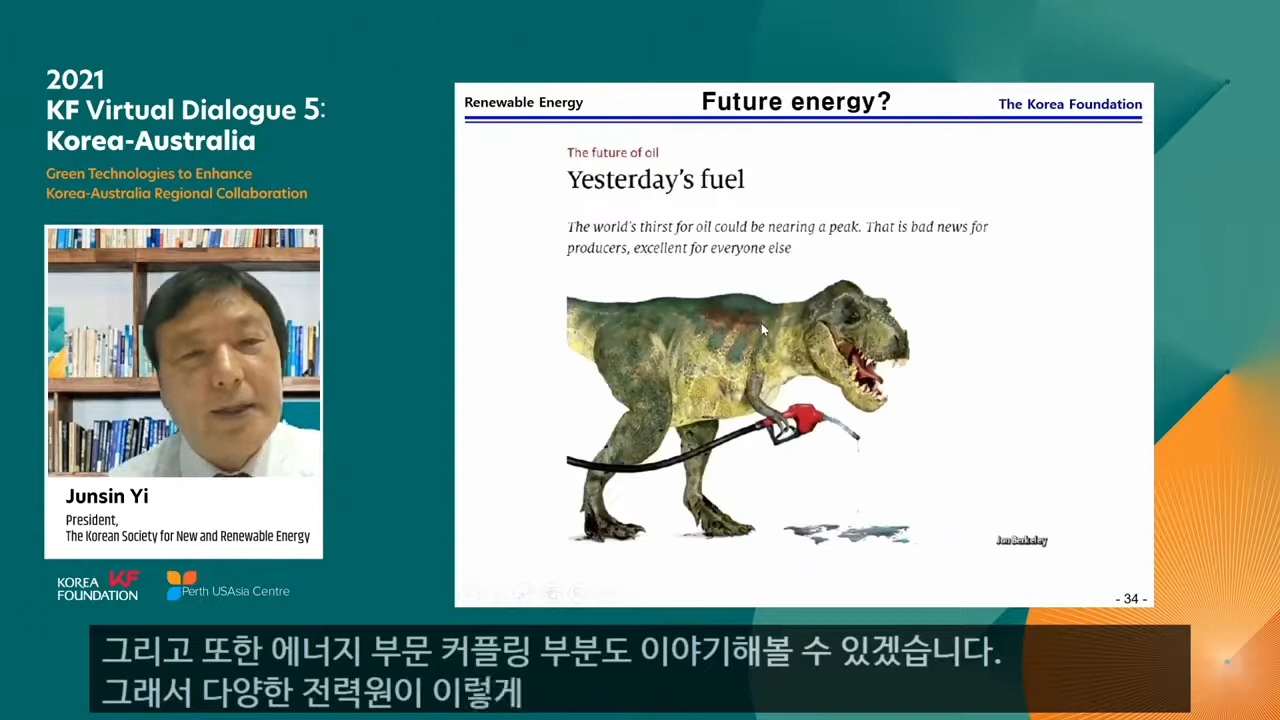 2021
KF Virtual Dialogue 5:
Korea-Australia
Green Technologies to Enhance
Korea-Australia Regional Collaboration
Junsin Yi
President,
The Korean Society for New and Renewable Energy
KOREA KF
FOUNDATION
Perth USAsia Centre
Renewable Energy
Future energy?
The Korea Foundation
The future of oil
Yesterday's fuel
The world's thirst for oil could be nearing a peak. That is bad news for
producers, excellent for everyone else
Jon Berkeley
- 34 -
그리고 또한 에너지 부문 커플링 부분도 이야기해볼 수 있겠습니다.
그래서 다양한 전력원이 이렇게